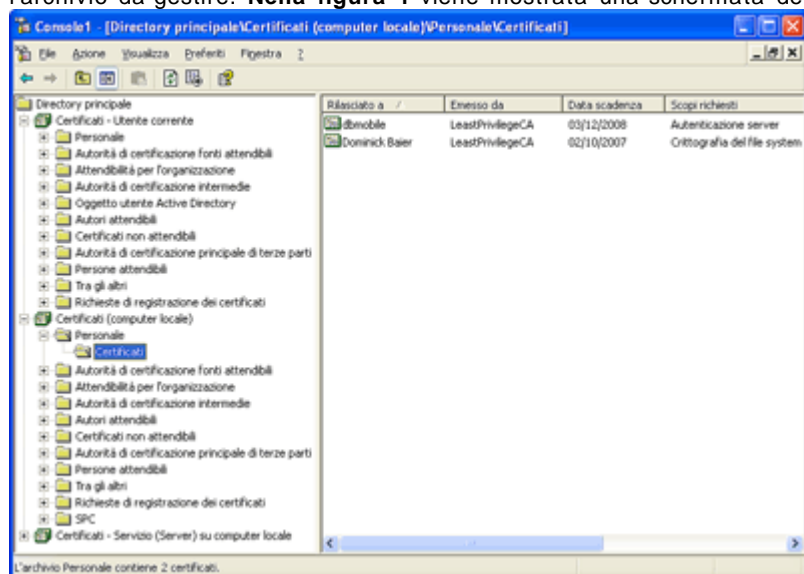 l'archivio da gestire. Nella figura 1 viene mostrata una schermata de
Console1 - [Directory principale\Certificati (computer locale)\Personale\Certificati]
File Azione Visualizza Preferiti Finestra ?
Directory principale
Certificati - Utente corrente
Personale
Autorità di certificazione fonti attendibili
Attendibilità per l'organizzazione
Autorità di certificazione intermedie
Oggetto utente Active Directory
Autori attendibili
Certificati non attendibili
Autorità di certificazione principale di terze parti
Persone attendibili
Tra gli altri
Richieste di registrazione dei certificati
Certificati (computer locale)
Personale
Certificati
Autorità di certificazione fonti attendibili
Attendibilità per l'organizzazione
Autorità di certificazione intermedie
Autori attendibili
Certificati non attendibili
Autorità di certificazione principale di terze parti
Persone attendibili
Tra gli altri
Richieste di registrazione dei certificati
SPC
Certificati - Servizio (Server) su computer locale
Rilasciato a / Emesso da Data scadenza Scopi richiesti
dbmobile LeastPrivilegeCA 03/12/2008 Autenticazione server
Dominick Baier LeastPrivilegeCA 02/10/2007 Crittografia del file system
L'archivio Personale contiene 2 certificati.